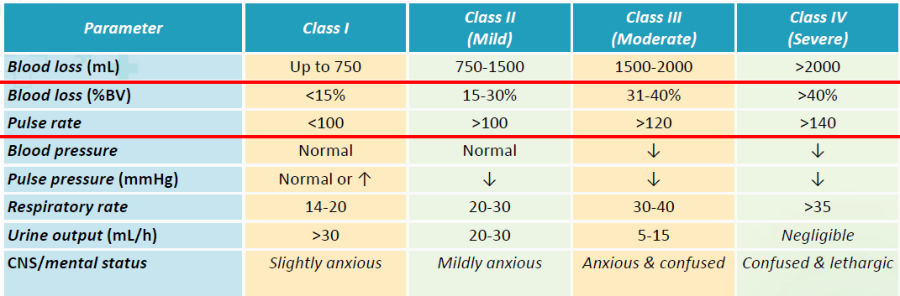 Parameter Class I Class II (Mild) Class III (Moderate) Class IV (Severe)
Blood loss (mL) Up to 750 750-1500 1500-2000 >2000
Blood loss (%BV) <15% 15-30% 31-40% >40%
Pulse rate <100 >100 >120 >140
Blood pressure Normal Normal ↓ ↓
Pulse pressure (mmHg) Normal or ↑ ↓ ↓ ↓
Respiratory rate 14-20 20-30 30-40 >35
Urine output (mL/h) >30 20-30 5-15 Negligible
CNS/mental status Slightly anxious Mildly anxious Anxious & confused Confused & lethargic